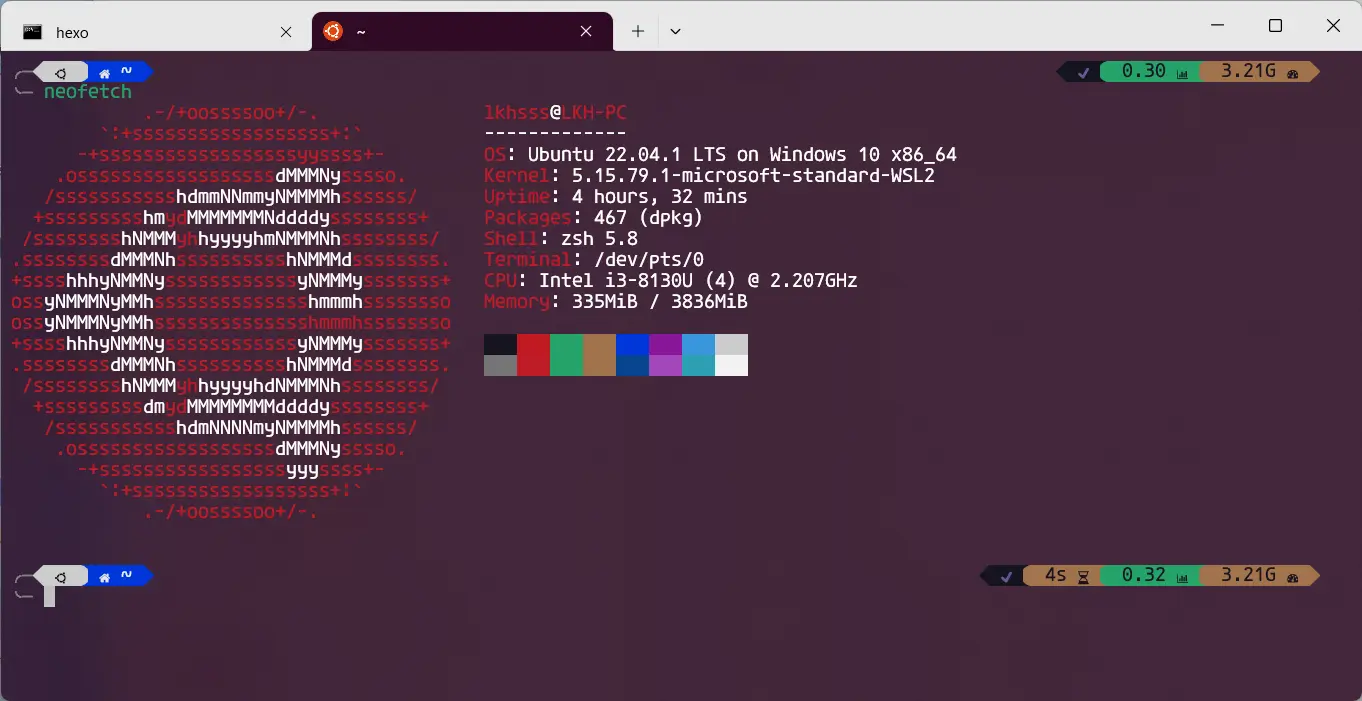 hexo
~
~ 0.30 3.21G
neofetch
.-/+oossssoo+/-.
`:+ssssssssssssssssss+:`
-+ssssssssssssssssssyyssss+-
.ossssssssssssssssssdMMMNysssso.
/ssssssssssshdmmNNmmyNMMMMhssssss/
+ssssssssshmydMMMMMMMNddddyssssssss+
/sssssssshNMMMyhhyyyyhmNMMMNhssssssss/
.ssssssssdMMMNhsssssssssshNMMMdssssssss.
+sssshhhyNMMNyssssssssssssyNMMMysssssss+
ossyNMMMNyMMhsssssssssssssshmmmhssssssso
ossyNMMMNyMMhsssssssssssssshmmmhssssssso
+sssshhhyNMMNyssssssssssssyNMMMysssssss+
.ssssssssdMMMNhsssssssssshNMMMdssssssss.
/sssssssshNMMMyhhyyyyhdNMMMNhssssssss/
+sssssssssdmydMMMMMMMMddddyssssssss+
/ssssssssssshdmNNNNmyNMMMMhssssss/
.ossssssssssssssssssdMMMNysssso.
-+sssssssssssssssssyyyssss+-
`:+ssssssssssssssssss+:`
.-/+oossssoo+/-.
lkhsss@LKH-PC
-------------
OS: Ubuntu 22.04.1 LTS on Windows 10 x86_64
Kernel: 5.15.79.1-microsoft-standard-WSL2
Uptime: 4 hours, 32 mins
Packages: 467 (dpkg)
Shell: zsh 5.8
Terminal: /dev/pts/0
CPU: Intel i3-8130U (4) @ 2.207GHz
Memory: 335MiB / 3836MiB
~ 4s 0.32 3.21G